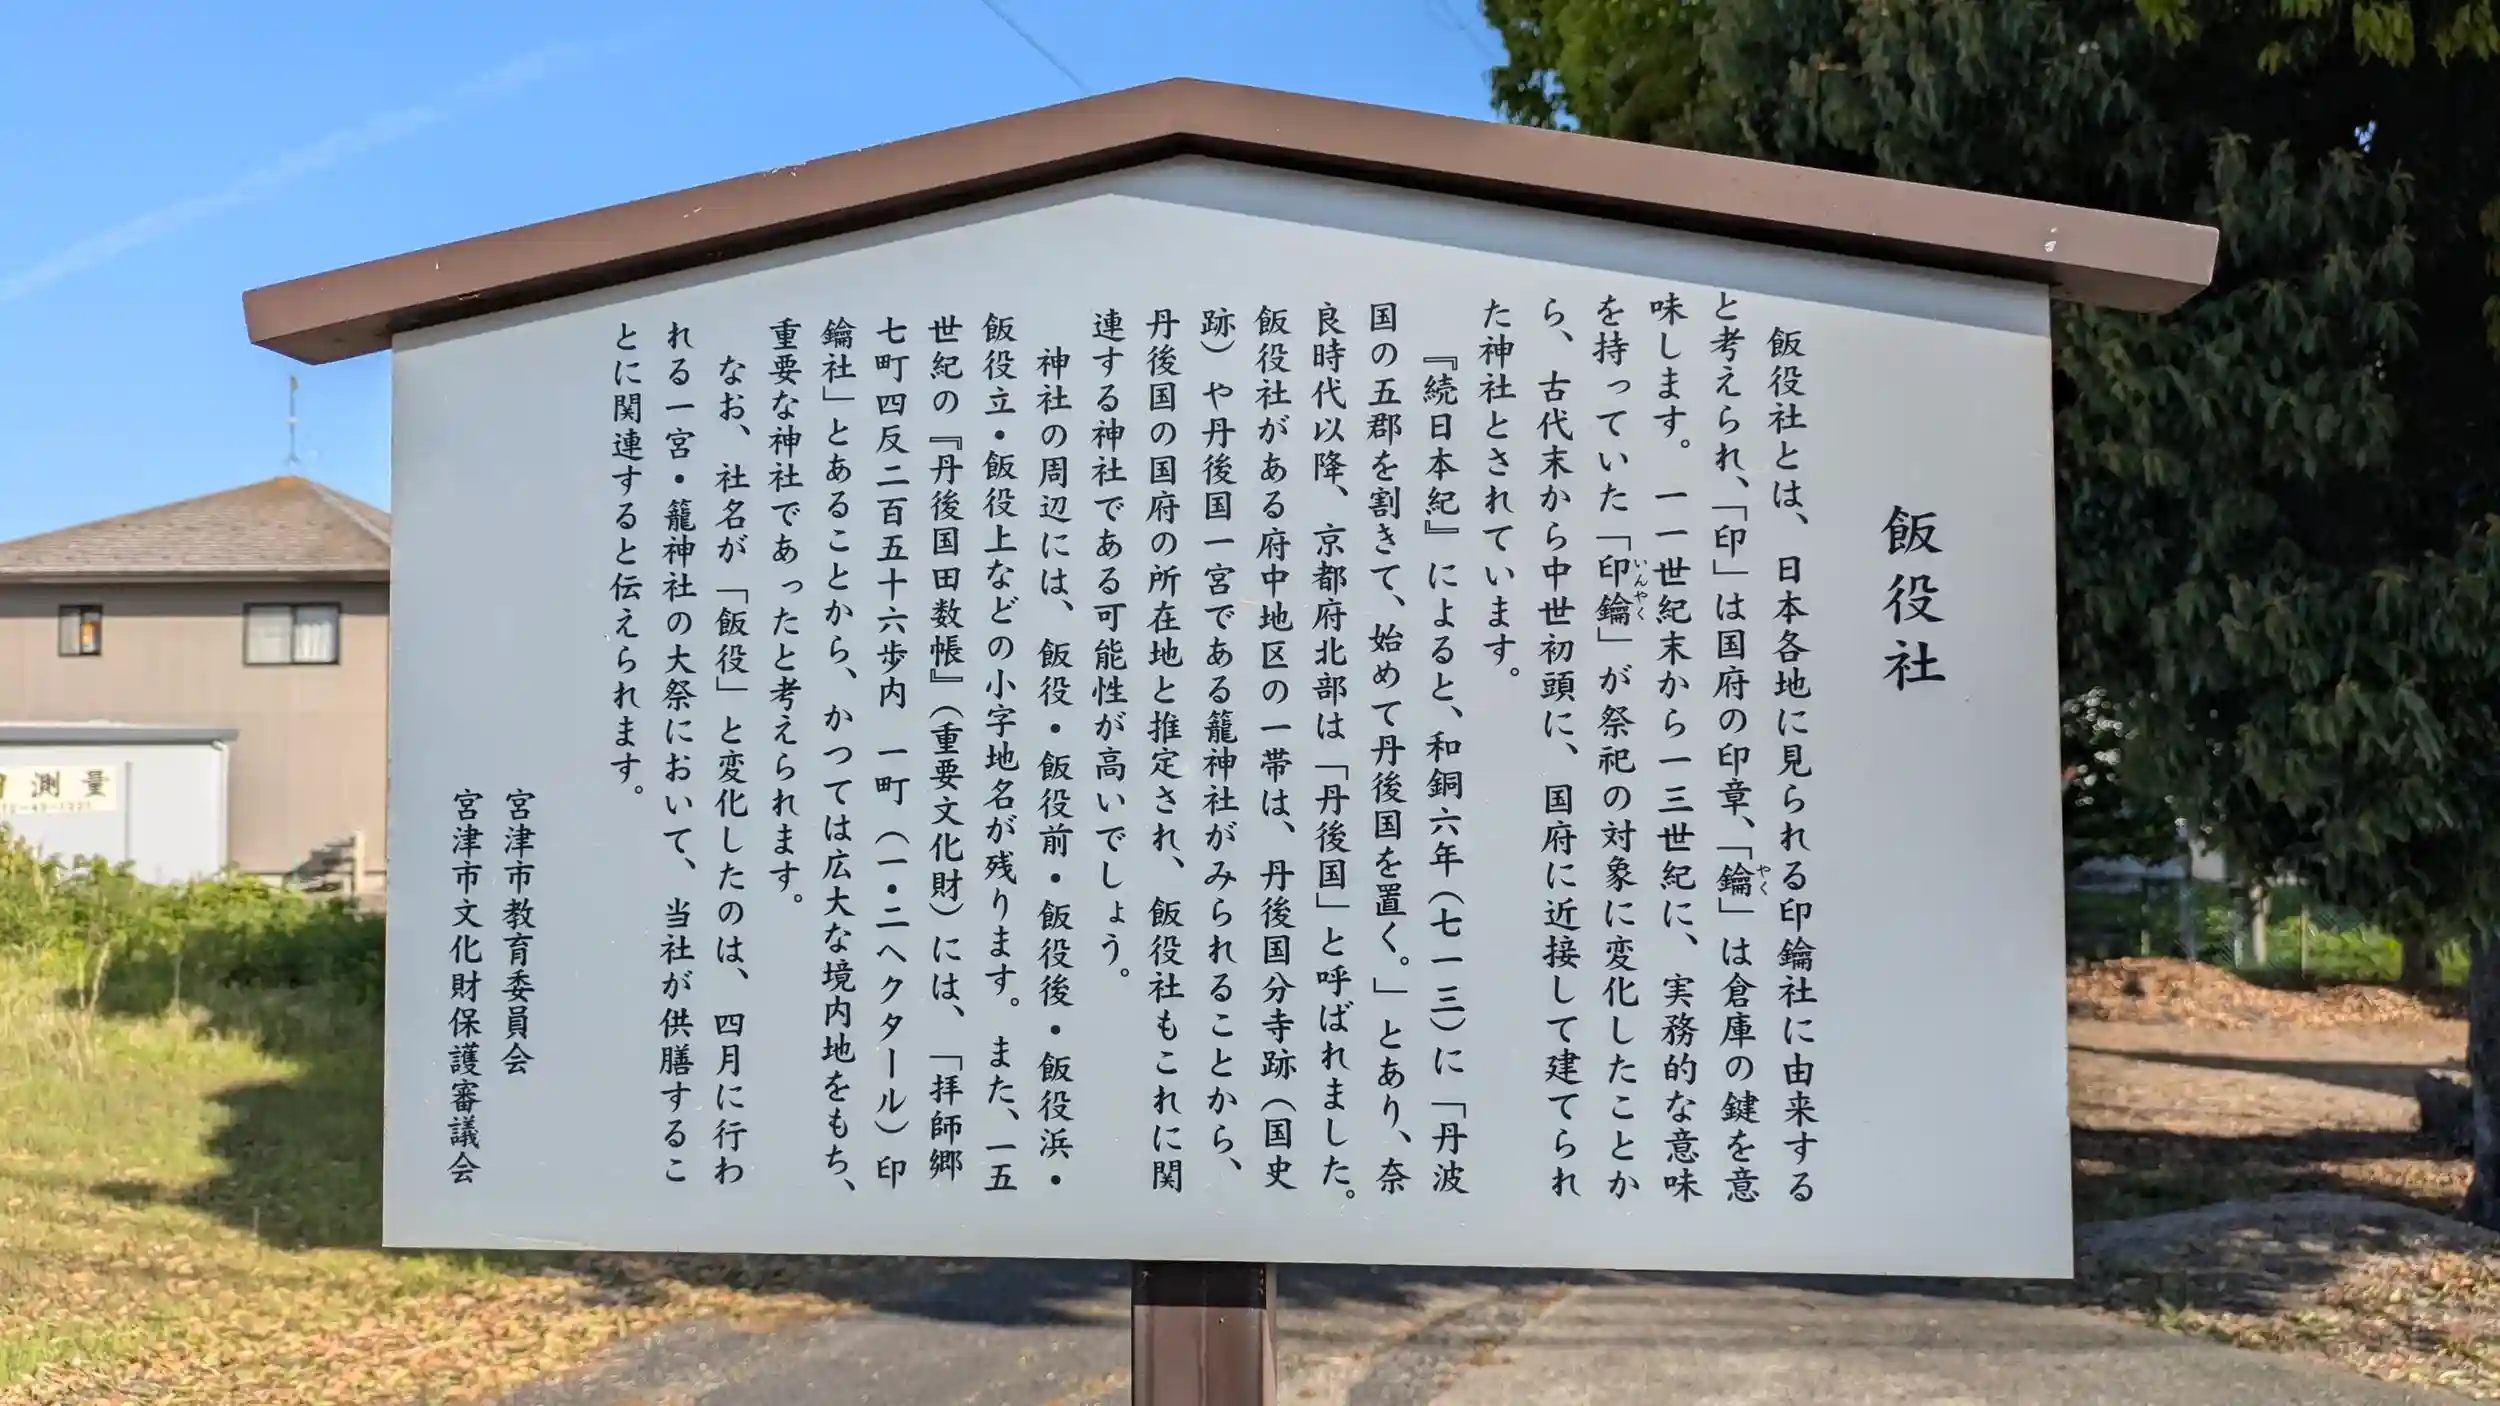 飯役社
飯役社とは、日本各地に見られる印鑰社に由来する
と考えられ、「印」は国府の印章、「鑰」は倉庫の鍵を意
味します。一一世紀末から一三世紀に、実務的な意味
を持っていた「印鑰」が祭祀の対象に変化したことか
ら、古代末から中世初頭に、国府に近接して建てられ
た神社とされています。
『続日本紀』によると、和銅六年（七一三）に「丹波
国の五郡を割きて、始めて丹後国を置く。」とあり、奈
良時代以降、京都府北部は「丹後国」と呼ばれました。
飯役社がある府中地区の一帯は、丹後国分寺跡（国史
跡）や丹後国一宮である籠神社がみられることから、
丹後国の国府の所在地と推定され、飯役社もこれに関
連する神社である可能性が高いでしょう。
神社の周辺には、飯役・飯役前・飯役後・飯役浜・
飯役立・飯役上などの小字地名が残ります。また、一五
世紀の『丹後国田数帳』（重要文化財）には、「拝師郷
七町四反二百五十六歩内　一町（一・二ヘクタール）印
鑰社」とあることから、かつては広大な境内地をもち、
重要な神社であったと考えられます。
なお、社名が「飯役」と変化したのは、四月に行わ
れる一宮・籠神社の大祭において、当社が供膳するこ
とに関連すると伝えられます。
宮津市教育委員会
宮津市文化財保護審議会
やく
いんやく
測量